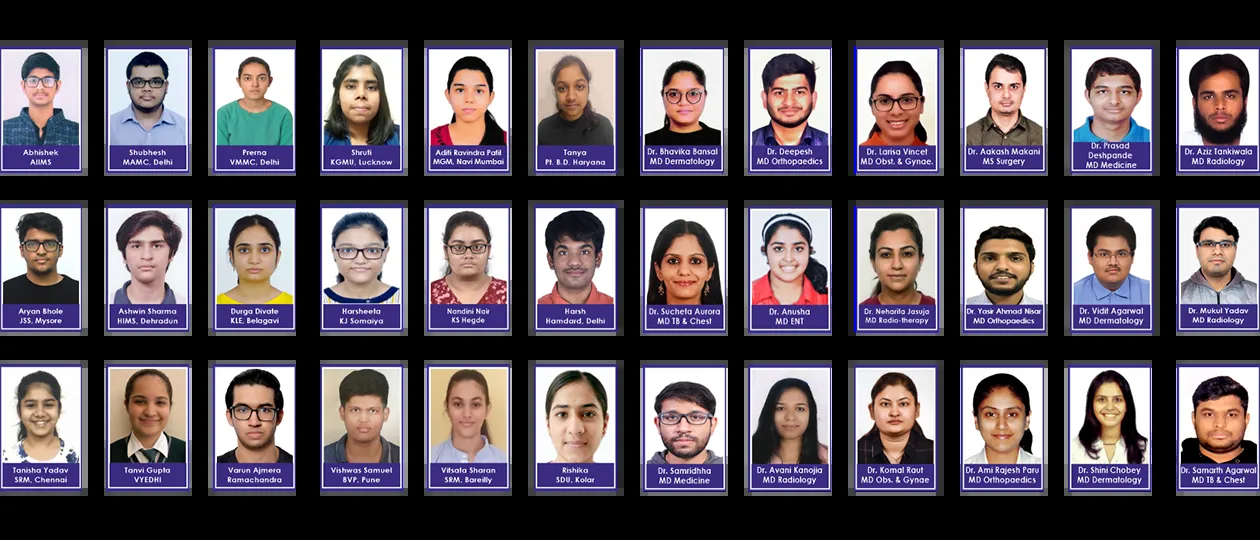 Abhishek
AIIMS
Shubhesh
MAMC, Delhi
Prerna
VMMC, Delhi
Shruti
KGMU, Lucknow
Aditi Ravindra Patil
MGM, Navi Mumbai
Tanya
Pt. B.D. Haryana
Dr. Bhavika Bansal
MD Dermatology
Dr. Deepesh
MD Orthopaedics
Dr. Larisa Vincet
MD Obst. & Gynae.
Dr. Aakash Makani
MS Surgery
Dr. Prasad
Deshpande
MD Medicine
Dr. Aziz Tankiwala
MD Radiology
Aryan Bhole
JSS, Mysore
Ashwin Sharma
HIMS, Dehradun
Durga Divate
KLE, Belagavi
Harsheeta
KJ Somaiya
Nandini Nair
KS Hegde
Harsh
Hamdard, Delhi
Dr. Sucheta Aurora
MD TB & Chest
Dr. Anusha
MD ENT
Dr. Neharita Jasuja
MD Radio-therapy
Dr. Yasir Ahmad Nisar
MD Orthopaedics
Dr. Vidit Agarwal
MD Dermatology
Dr. Mukul Yadav
MD Radiology
Tanisha Yadav
SRM, Chennai
Tanvi Gupta
VYEDHI
Varun Ajmera
Ramachandra
Vishwas Samuel
BVP, Pune
Vitsata Sharan
SRM, Bareilly
Rishika
SDU, Kolar
Dr. Samridhha
MD Medicine
Dr. Avani Kanojia
MD Radiology
Dr. Komal Raut
MD Obs. & Gynae
Dr. Ami Rajesh Paru
MD Orthopaedics
Dr. Shini Chobey
MD Dermatology
Dr. Samarth Agarwal
MD TB & Chest